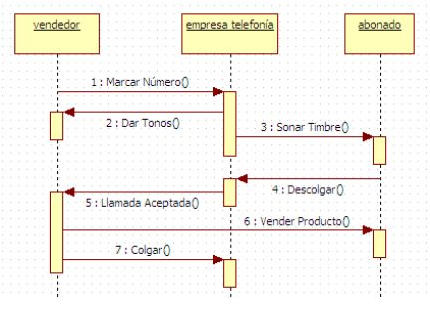 vendedor
empresa telefonía
abonado
1 : Marcar Número()
2 : Dar Tonos()
3 : Sonar Timbre()
4 : Descolgar()
5 : Llamada Aceptada()
6 : Vender Producto()
7 : Colgar()